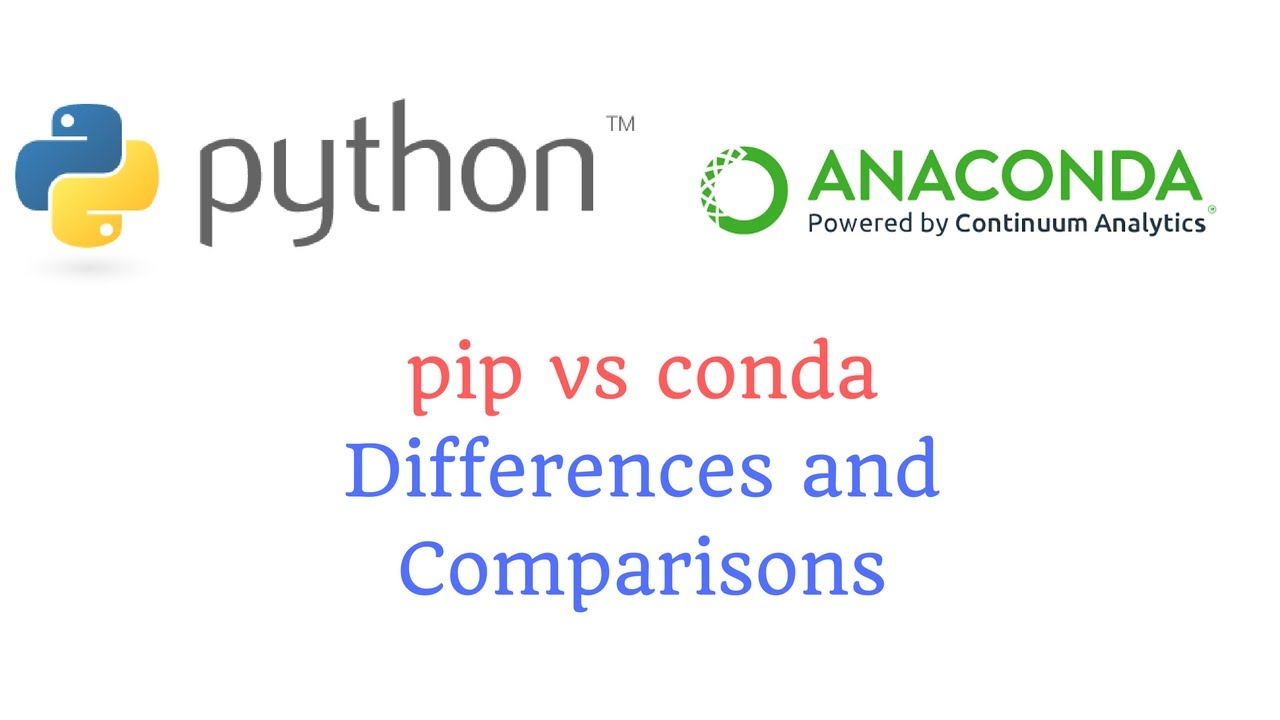 python™
ANACONDA
Powered by Continuum Analytics®
pip vs conda
Differences and
Comparisons